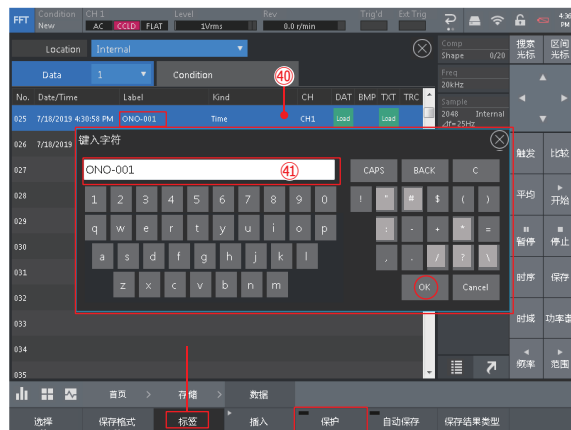 FFT Condition CH 1 Level Rev Trig'd Ext Trig 4:36
New AC CCLD FLAT 1Vrms 0.0 r/min PM
Location Internal
Comp
Shape 0/20
搜索光标
区间光标
Data 1 Condition ㊵
Freq
20kHz
No. Date/Time Label Kind CH DAT BMP TXT TRC
Sample
2048 Internal
⊿f=25Hz
025 7/18/2019 4:30:58 PM ONO-001 Time CH1 Load Load
026 7/18/2019
键入字符
触发 比较
027
ONO-001 ㊶
CAPS BACK C
028
1 2 3 4 5 6 7 8 9 0 ! " # $ ( )
平均 开始
029
q w e r t y u i o p : - + * =
暂停 停止
030
a s d f g h j k l , . / ? \
031
z x c v b n m OK Cancel
时序 保存
032
033
时域 功率谱
034
频率 范围
035
首页 > 存储 > 数据
选择 保存格式 标签 插入 保护 自动保存 保存结果类型